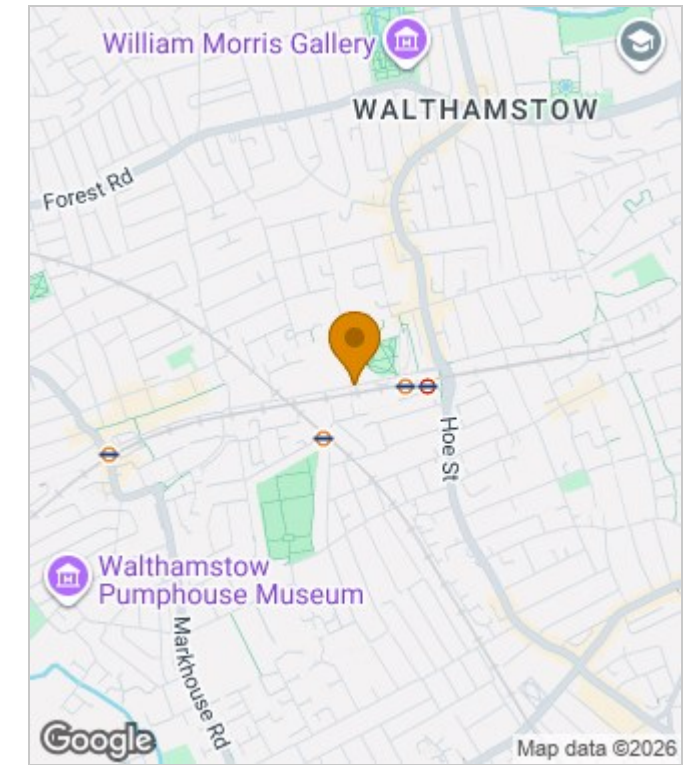 William Morris Gallery
WALTHAMSTOW
Forest Rd
Hoe St
Walthamstow
Pumphouse Museum
Markhouse Rd
Google
Map data ©2026